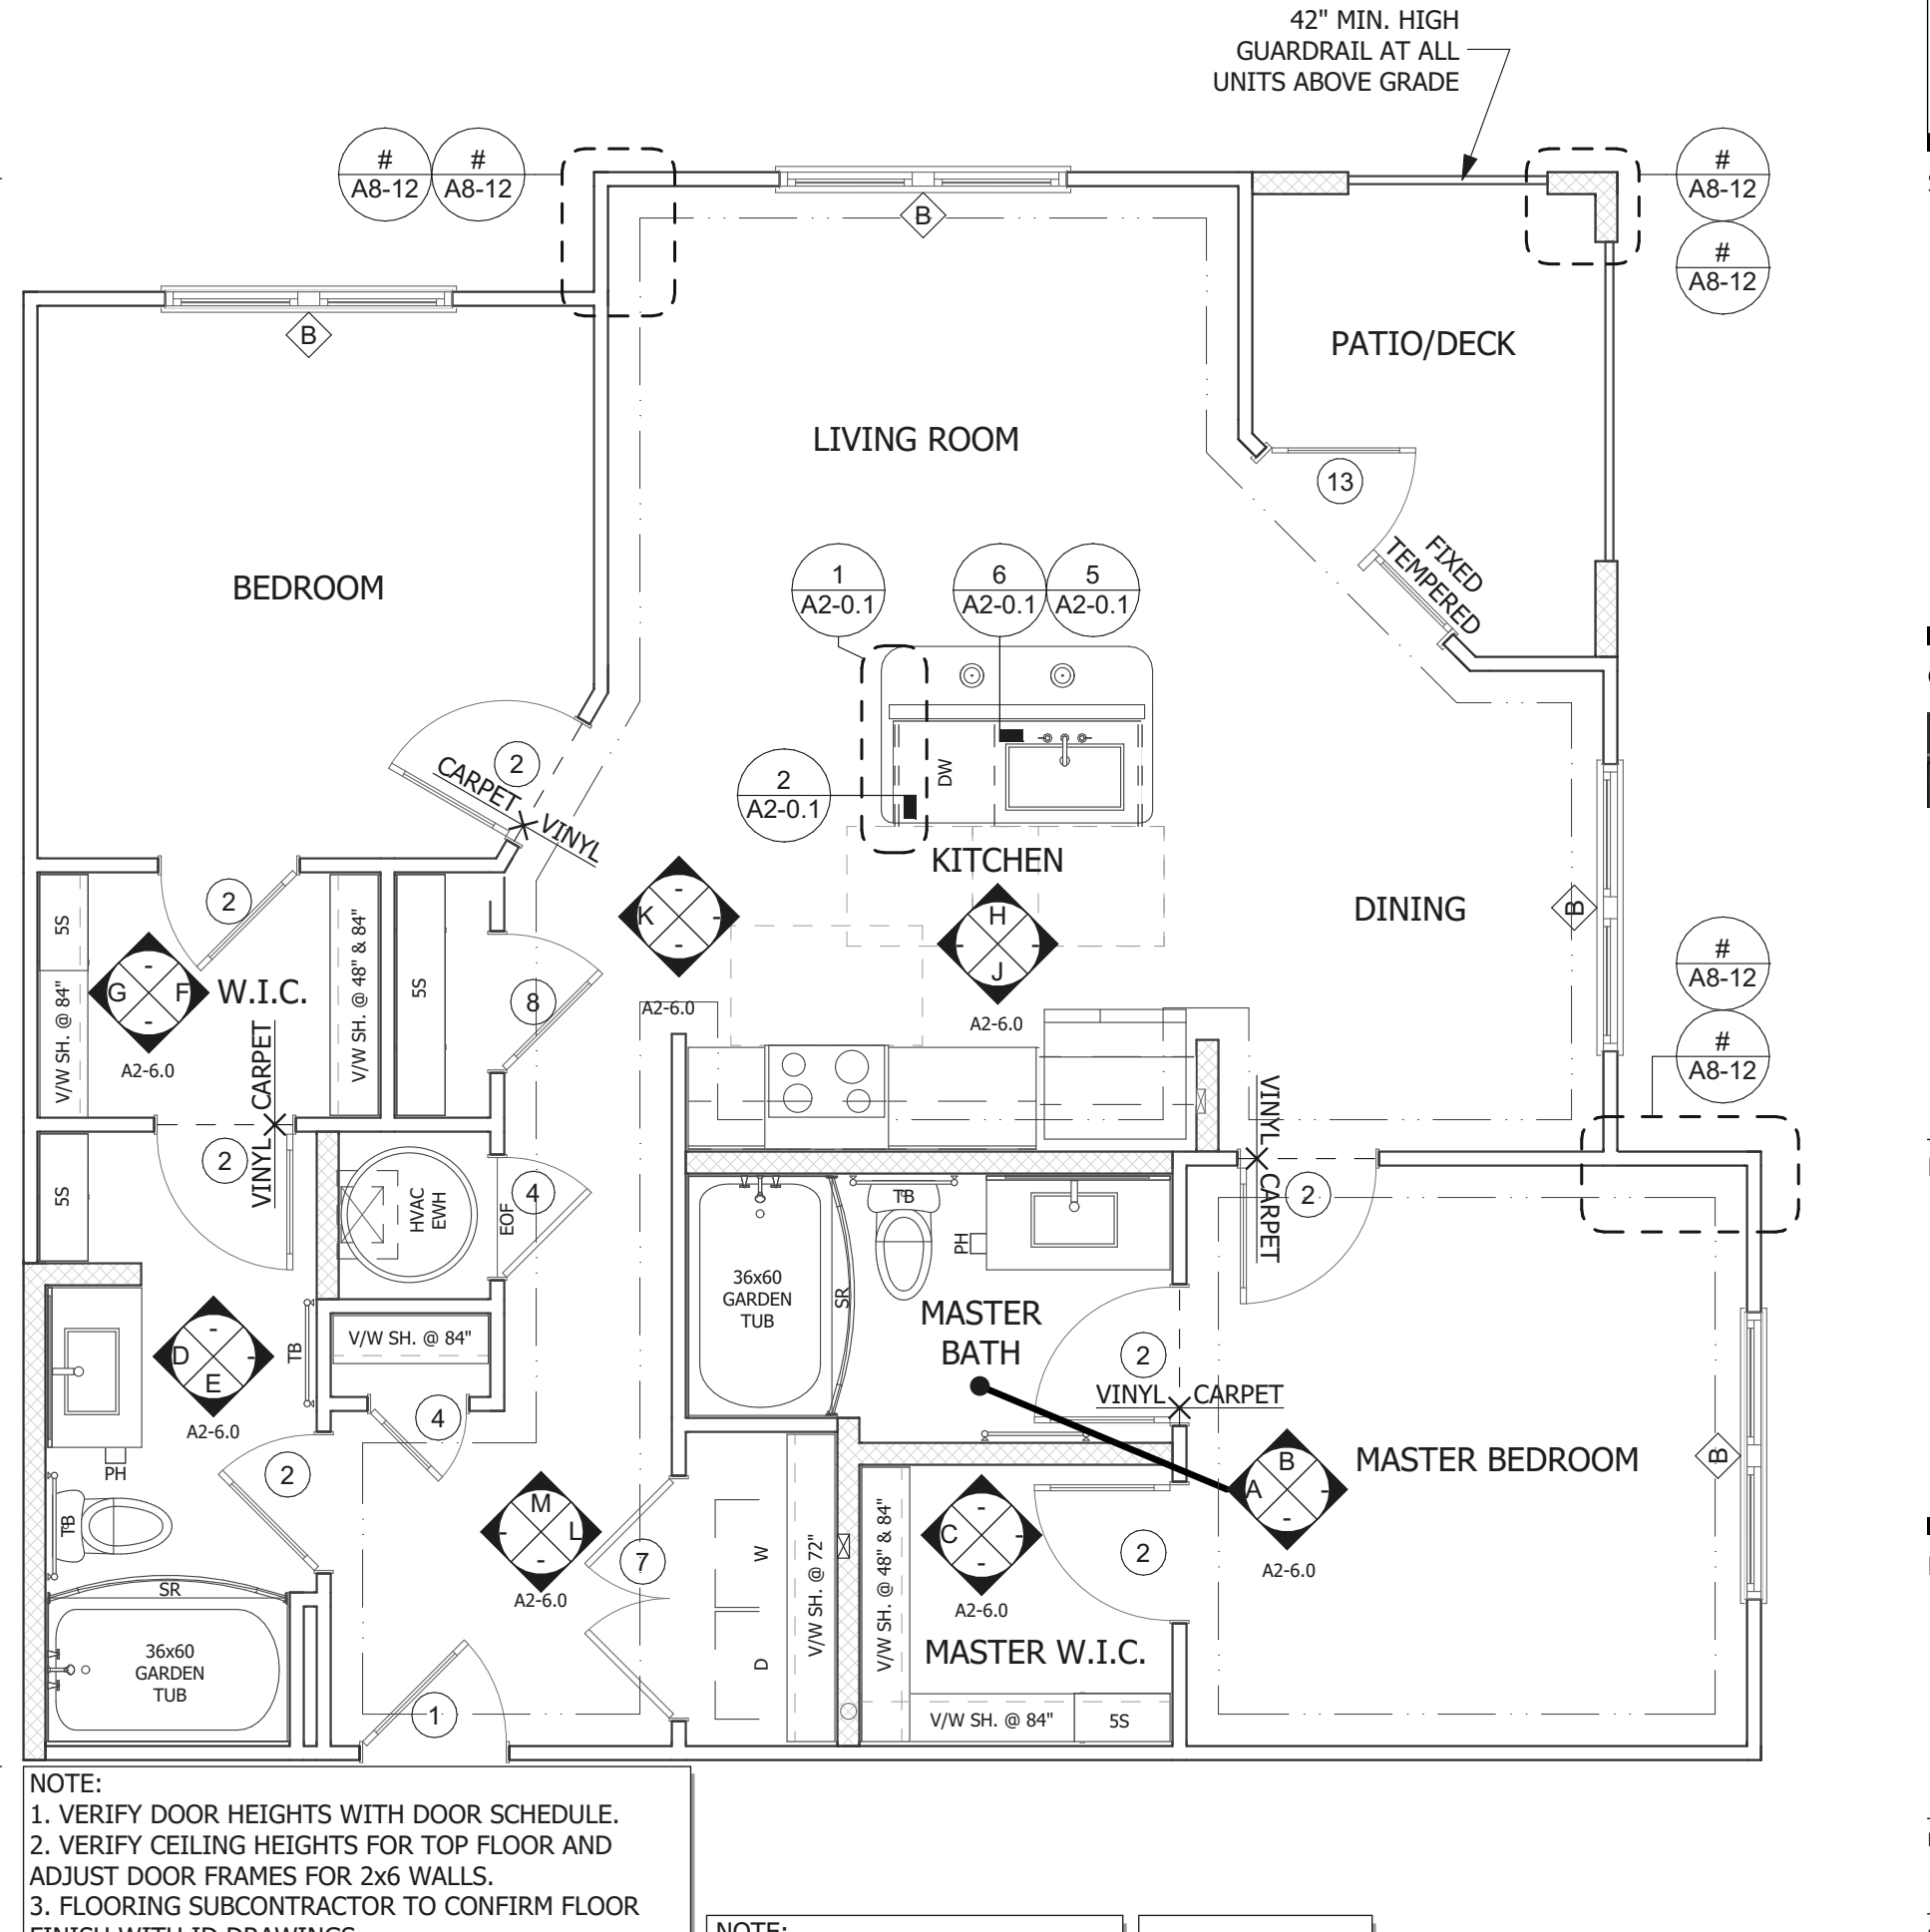 42" MIN. HIGH
GUARDRAIL AT ALL
UNITS ABOVE GRADE
# # #
A8-12 A8-12 A8-12
B
#
A8-12
B
PATIO/DECK
LIVING ROOM
13
FIXED
TEMPERED
BEDROOM
1 6 5
A2-0.1 A2-0.1 A2-0.1
2
CARPET
VINYL
2
A2-0.1
DW
KITCHEN
DINING
B
2
5S
V/W SH. @ 84"
G F
W.I.C.
A2-6.0
V/W SH. @ 48" & 84"
5S
8
K
A2-6.0
H
J
A2-6.0
#
A8-12
#
A8-12
CARPET
VINYL
2
5S
HVAC
EWH
EOF
4
VINYL
CARPET
2
36x60
GARDEN
TUB
SR
TB
PH
MASTER
BATH
2
VINYL CARPET
V/W SH. @ 84"
4
D
E
A2-6.0
TB
PH
2
TB
SR
36x60
GARDEN
TUB
M
L
A2-6.0
7
W
D
V/W SH. @ 72"
V/W SH. @ 48" & 84"
C
A2-6.0
2
MASTER W.I.C.
V/W SH. @ 84" 5S
B
A
A2-6.0
MASTER BEDROOM
B
1
NOTE:
1. VERIFY DOOR HEIGHTS WITH DOOR SCHEDULE.
2. VERIFY CEILING HEIGHTS FOR TOP FLOOR AND
ADJUST DOOR FRAMES FOR 2x6 WALLS.
3. FLOORING SUBCONTRACTOR TO CONFIRM FLOOR
FINISH WITH ID DRAWINGS
NOTE: